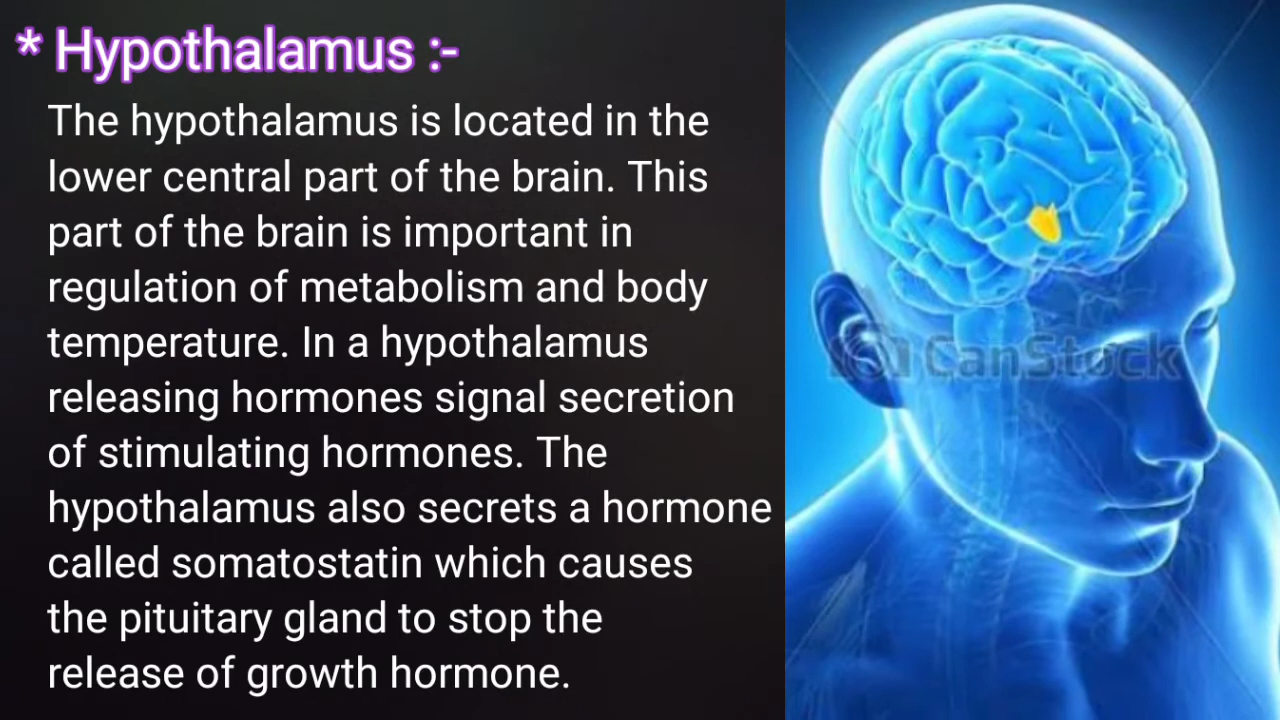 * Hypothalamus :-
The hypothalamus is located in the
lower central part of the brain. This
part of the brain is important in
regulation of metabolism and body
temperature. In a hypothalamus
releasing hormones signal secretion
of stimulating hormones. The
hypothalamus also secrets a hormone
called somatostatin which causes
the pituitary gland to stop the
release of growth hormone.
CanStock